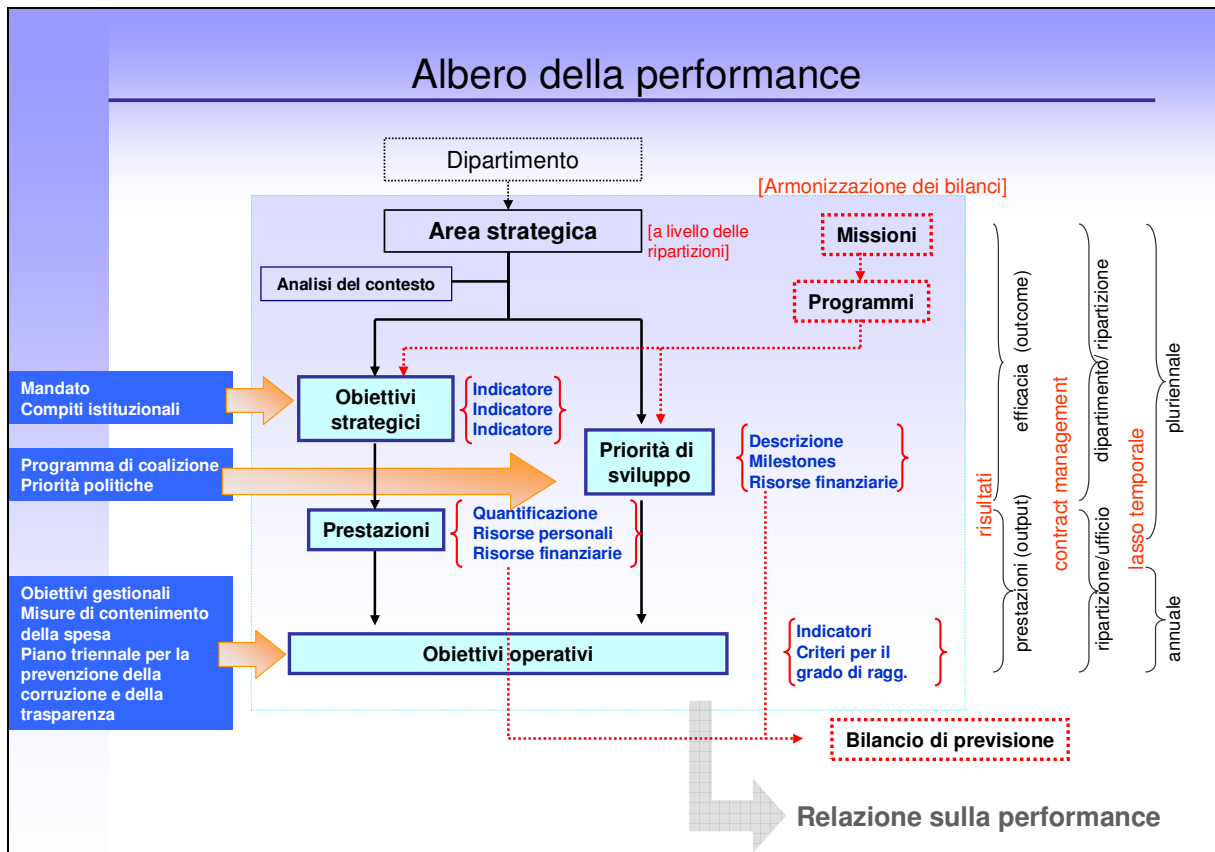 Albero della performance
Dipartimento
[Armonizzazione dei bilanci]
Area strategica
[a livello delle
ripartizioni]
Missioni
Analisi del contesto
Programmi
Mandato
Compiti istituzionali
Obiettivi
strategici
Indicatore
Indicatore
Indicatore
Programma di coalizione
Priorità politiche
Priorità di
sviluppo
Descrizione
Milestones
Risorse finanziarie
Prestazioni
Quantificazione
Risorse personali
Risorse finanziarie
Obiettivi gestionali
Misure di contenimento
della spesa
Piano triennale per la
prevenzione della
corruzione e della
trasparenza
Obiettivi operativi
Indicatori
Criteri per il
grado di ragg.
risultati
efficacia (outcome)
prestazioni (output)
contract management
dipartimento/ ripartizione
ripartizione/ufficio
lasso temporale
pluriennale
annuale
Bilancio di previsione
Relazione sulla performance